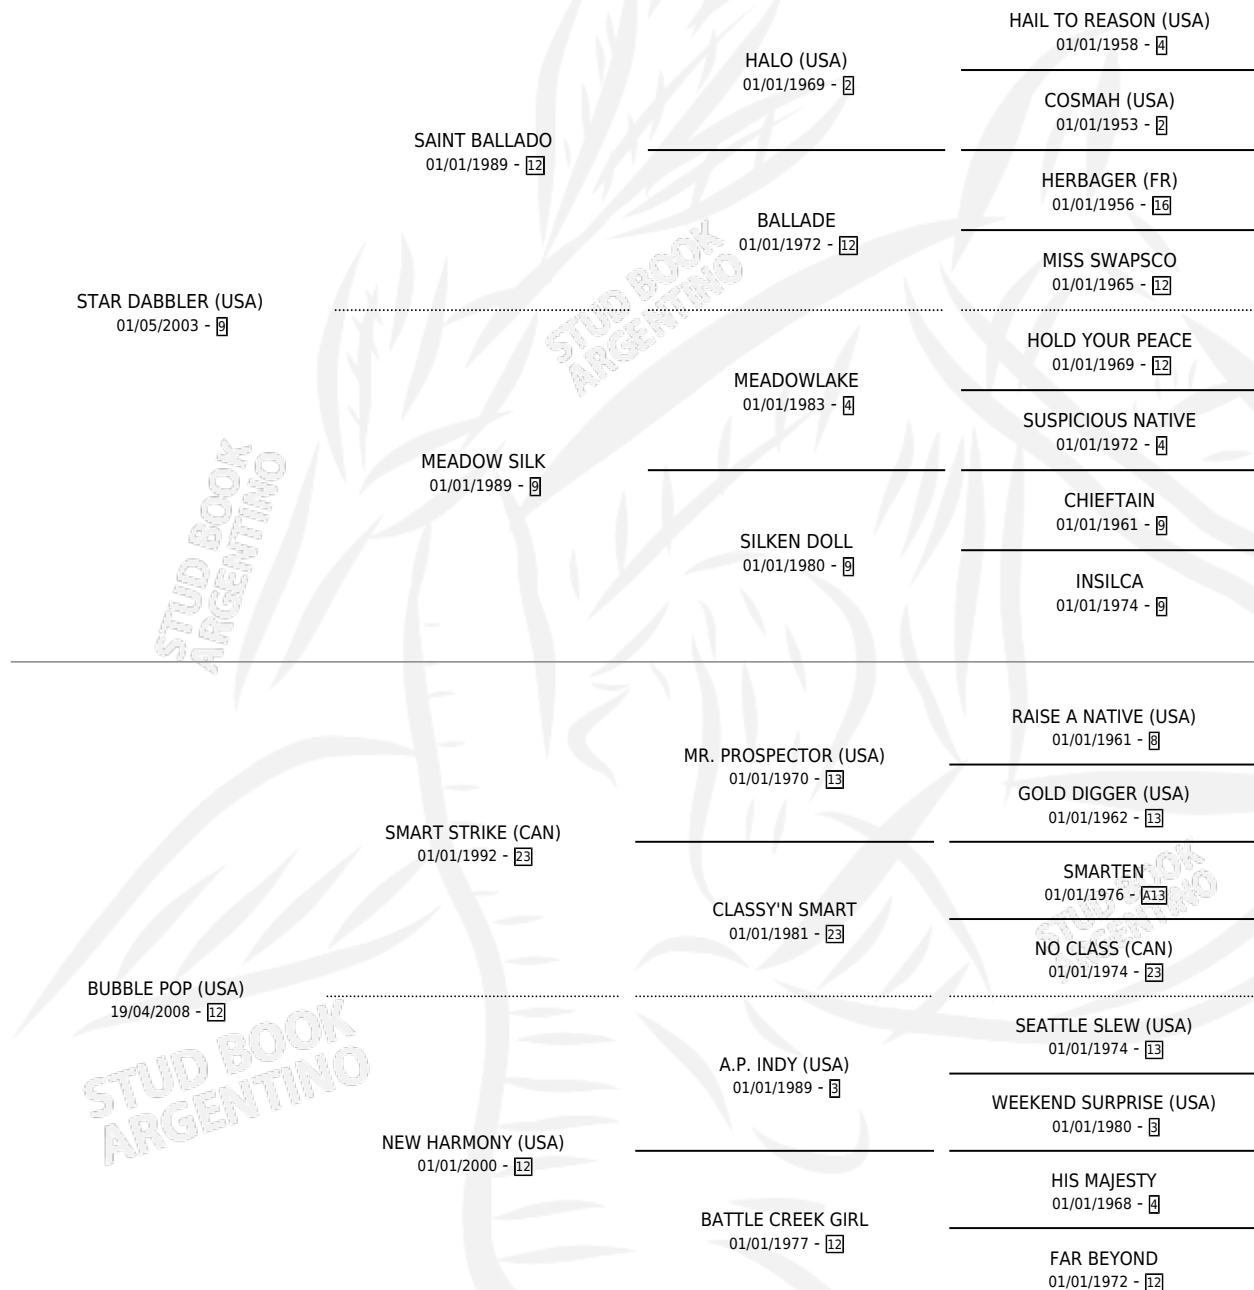 HAIL TO REASON (USA)
01/01/1958 - 4
HALO (USA)
01/01/1969 - 2
COSMAH (USA)
01/01/1953 - 2
SAINT BALLADO
01/01/1989 - 12
HERBAGER (FR)
01/01/1956 - 16
BALLADE
01/01/1972 - 12
MISS SWAPSCO
01/01/1965 - 12
STAR DABBLER (USA)
01/05/2003 - 9
HOLD YOUR PEACE
01/01/1969 - 12
MEADOWLAKE
01/01/1983 - 4
SUSPICIOUS NATIVE
01/01/1972 - 4
MEADOW SILK
01/01/1989 - 9
CHIEFTAIN
01/01/1961 - 9
SILKEN DOLL
01/01/1980 - 9
INSILCA
01/01/1974 - 9
STUD BOOK
ARGENTINO
STUD BOOK
ARGENTINO
RAISE A NATIVE (USA)
01/01/1961 - 8
MR. PROSPECTOR (USA)
01/01/1970 - 13
GOLD DIGGER (USA)
01/01/1962 - 13
SMART STRIKE (CAN)
01/01/1992 - 23
SMARTEN
01/01/1976 - A13
CLASSY'N SMART
01/01/1981 - 23
NO CLASS (CAN)
01/01/1974 - 23
BUBBLE POP (USA)
19/04/2008 - 12
SEATTLE SLEW (USA)
01/01/1974 - 13
A.P. INDY (USA)
01/01/1989 - 3
WEEKEND SURPRISE (USA)
01/01/1980 - 3
NEW HARMONY (USA)
01/01/2000 - 12
HIS MAJESTY
01/01/1968 - 4
BATTLE CREEK GIRL
01/01/1977 - 12
FAR BEYOND
01/01/1972 - 12
STUD BOOK
ARGENTINO
STUD BOOK
ARGENTINO